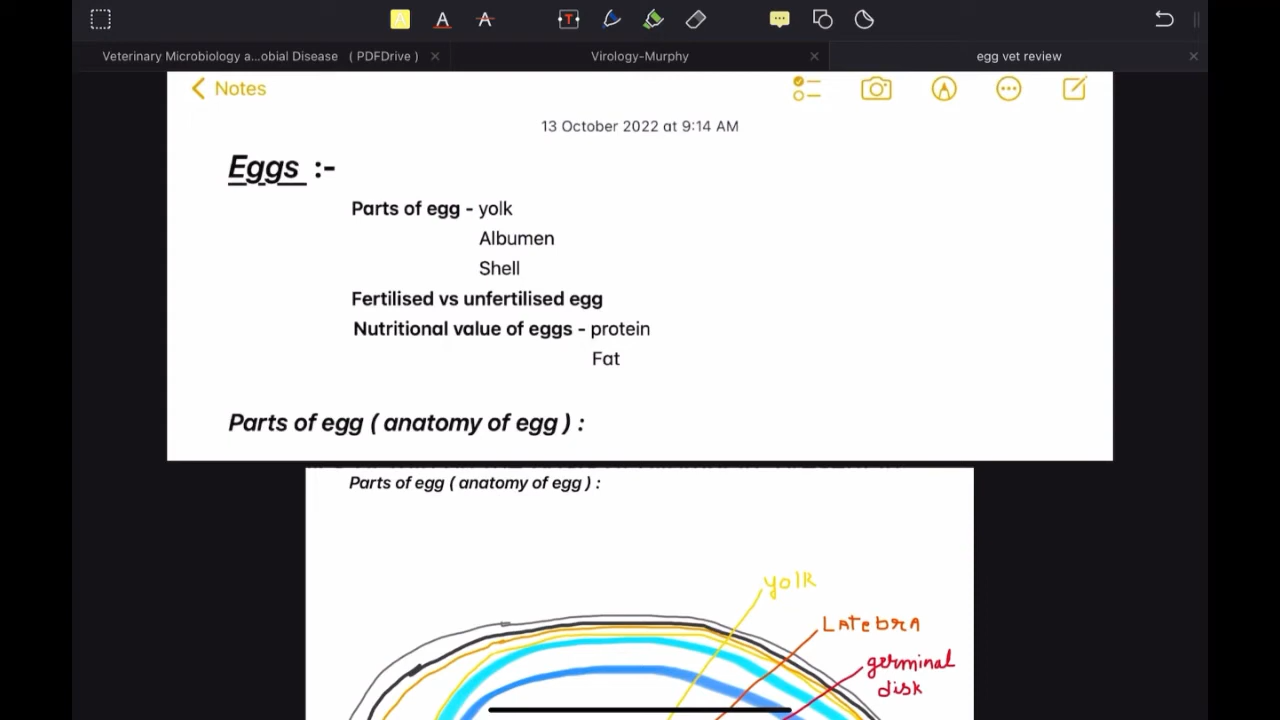 A A A T
Veterinary Microbiology a...obial Disease ( PDFDrive ) ×
Virology-Murphy ×
egg vet review ×
Notes
13 October 2022 at 9:14 AM
Eggs :-
Parts of egg - yolk
Albumen
Shell
Fertilised vs unfertilised egg
Nutritional value of eggs - protein
Fat
Parts of egg ( anatomy of egg ) :
Parts of egg ( anatomy of egg ) :
yolk
LAtebrA
germinal
disk